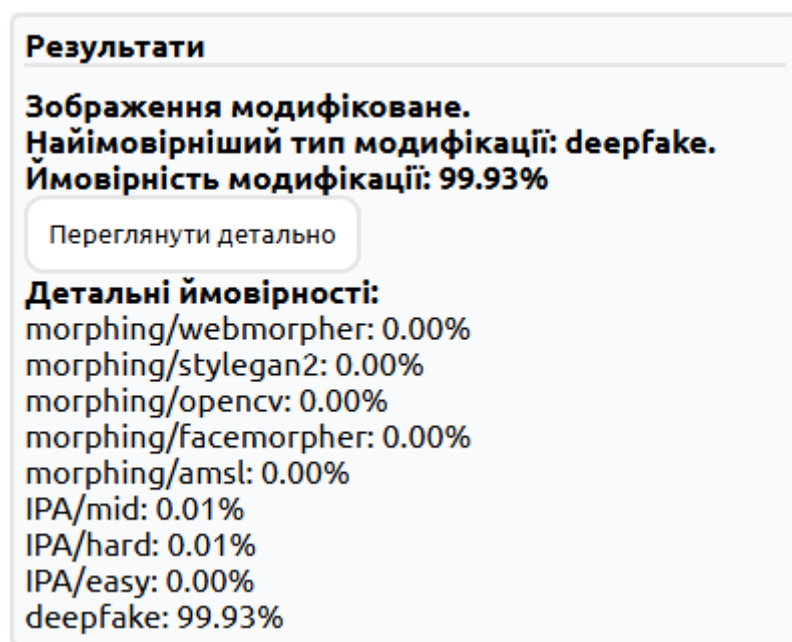 Результати
Зображення модифіковане.
Найімовірніший тип модифікації: deepfake.
Ймовірність модифікації: 99.93%
Переглянути детально
Детальні ймовірності:
morphing/webmorpher: 0.00%
morphing/stylegan2: 0.00%
morphing/opencv: 0.00%
morphing/facemorpher: 0.00%
morphing/amsl: 0.00%
IPA/mid: 0.01%
IPA/hard: 0.01%
IPA/easy: 0.00%
deepfake: 99.93%